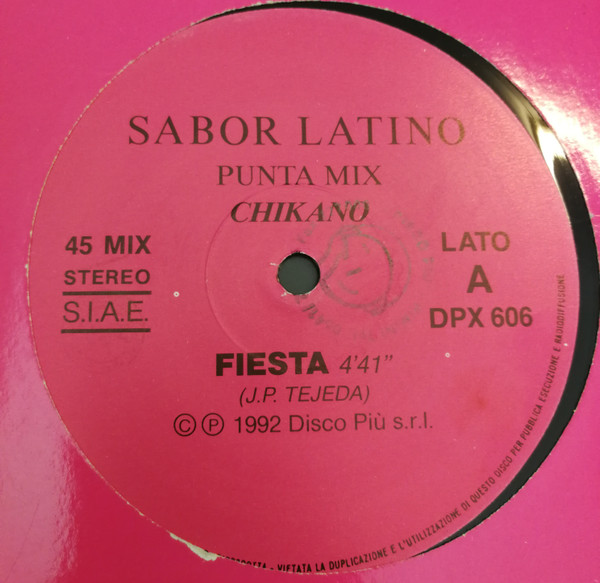 SABOR LATINO
PUNTA MIX
CHIKANO
45 MIX
STEREO
S.I.A.E.
LATO
A
DPX 606
FIESTA 4'41"
(J.P. TEJEDA)
© ℗ 1992 Disco Più s.r.l.
- VIETATA LA DUPLICAZIONE E L'UTILIZZAZIONE DI QUESTO DISCO PER PUBBLICA ESECUZIONE E RADIODIFFUSIONE